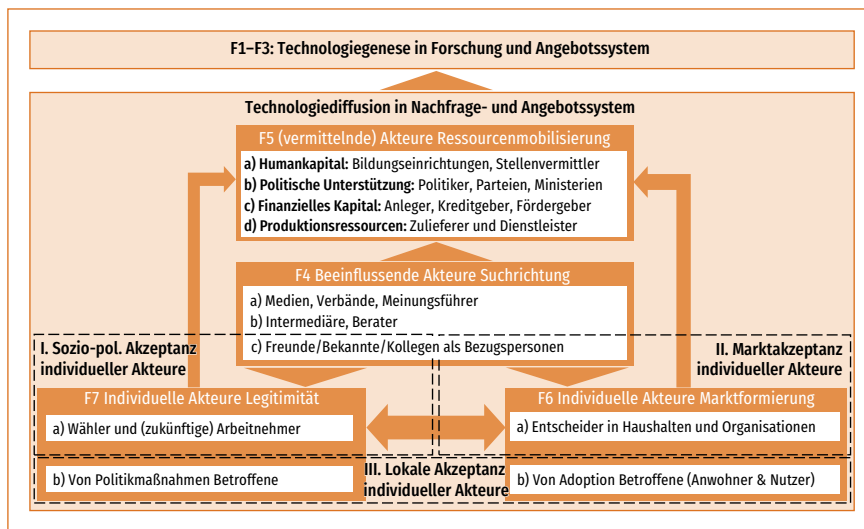 F1–F3: Technologiegenese in Forschung und Angebotssystem
Technologiediffusion in Nachfrage- und Angebotssystem
F5 (vermittelnde) Akteure Ressourcenmobilisierung
a) Humankapital: Bildungseinrichtungen, Stellenvermittler
b) Politische Unterstützung: Politiker, Parteien, Ministerien
c) Finanzielles Kapital: Anleger, Kreditgeber, Fördergeber
d) Produktionsressourcen: Zulieferer und Dienstleister
F4 Beeinflussende Akteure Suchrichtung
a) Medien, Verbände, Meinungsführer
b) Intermediäre, Berater
c) Freunde/Bekannte/Kollegen als Bezugspersonen
I. Sozio-pol. Akzeptanz
individueller Akteure
II. Marktakzeptanz
individueller Akteure
F7 Individuelle Akteure Legitimität
a) Wähler und (zukünftige) Arbeitnehmer
F6 Individuelle Akteure Marktformierung
a) Entscheider in Haushalten und Organisationen
b) Von Politikmaßnahmen Betroffene
III. Lokale Akzeptanz
individueller Akteure
b) Von Adoption Betroffene (Anwohner & Nutzer)